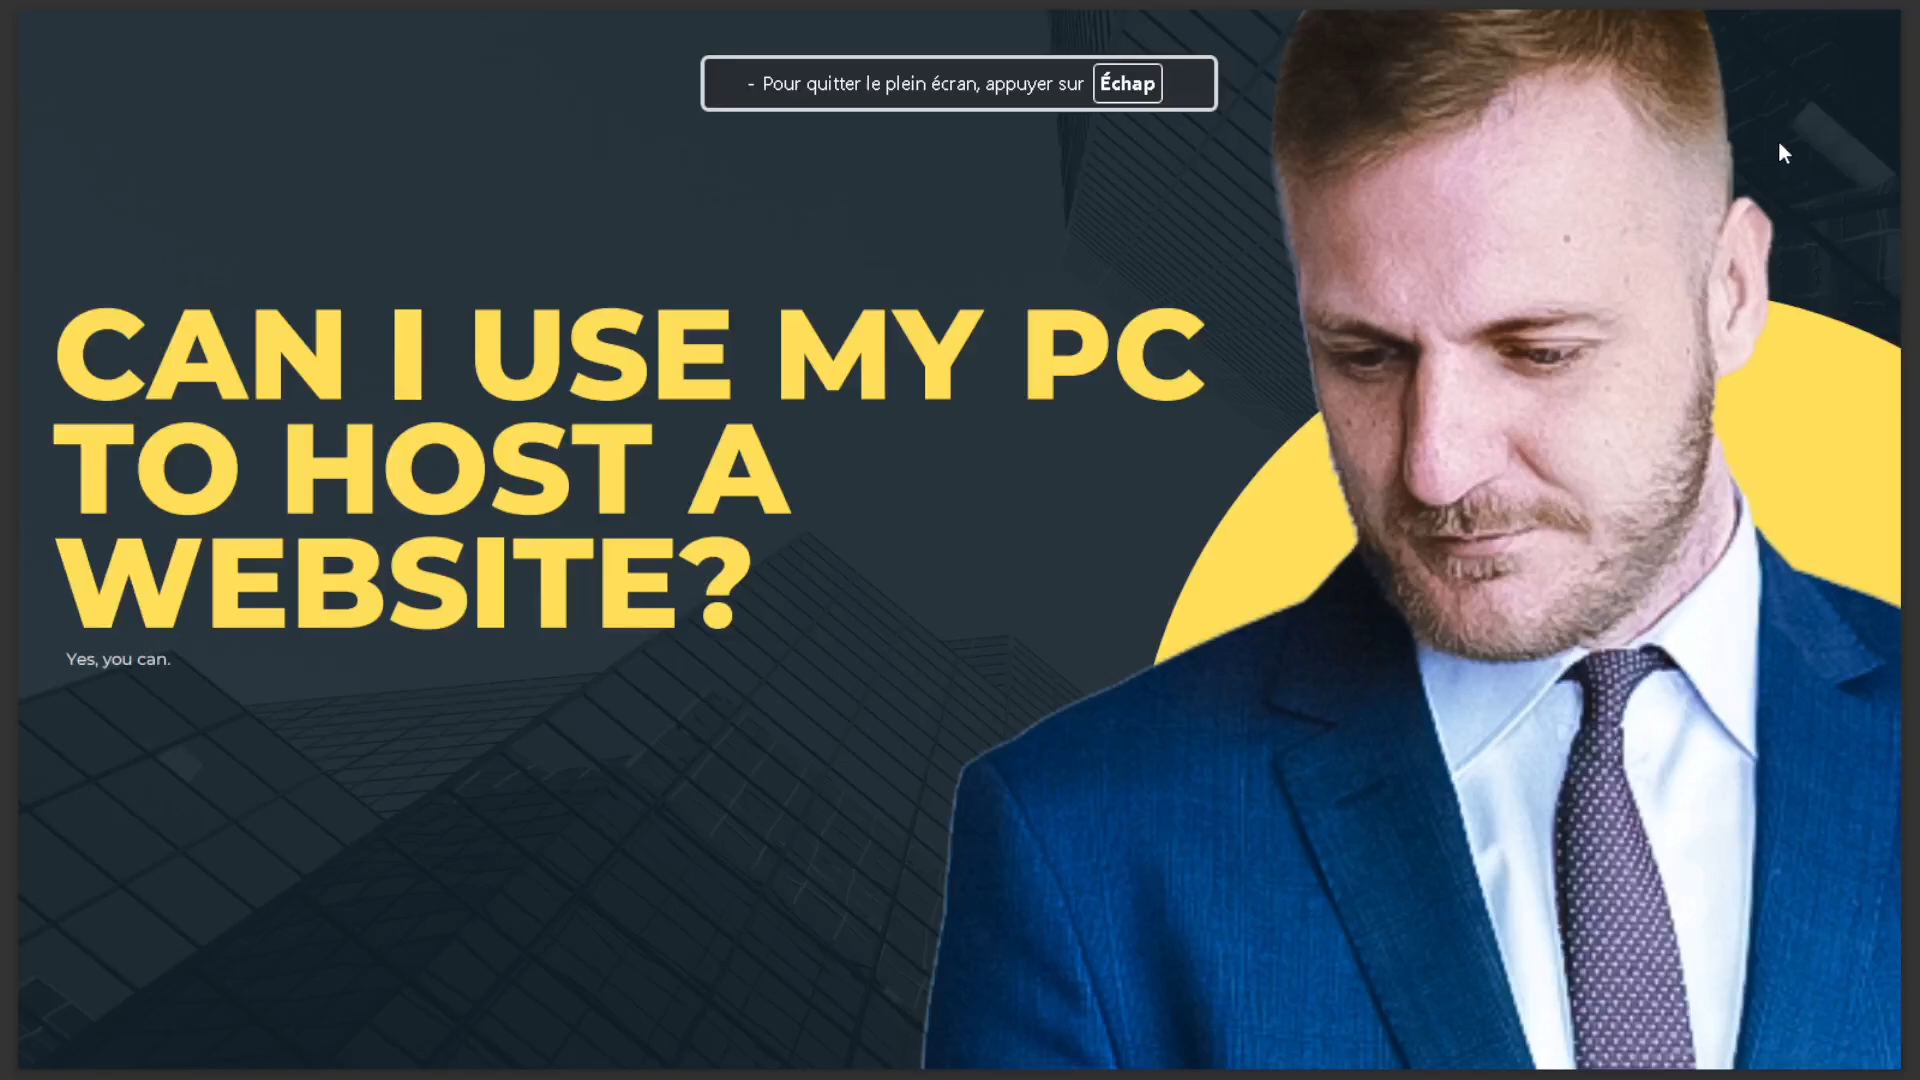 - Pour quitter le plein écran, appuyer sur Échap
CAN I USE MY PC
TO HOST A
WEBSITE?
Yes, you can.